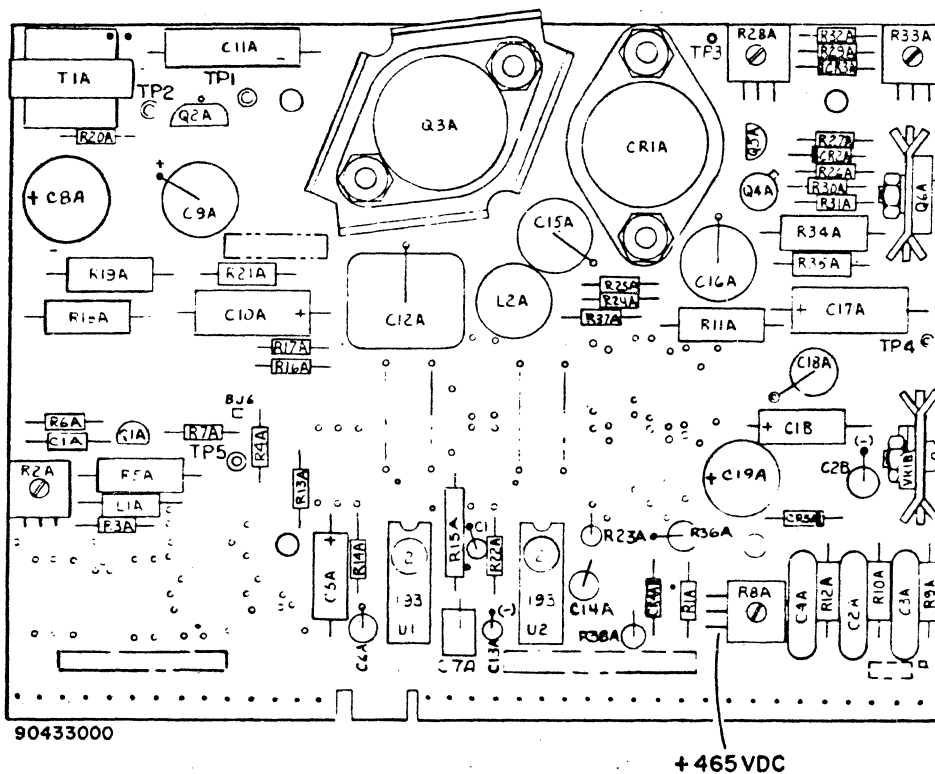 C11A
T1A
TP2
TP1
Q2A
R20A
Q3A
CR1A
TP3
R28A
R32A
R29A
CR3A
R33A
Q5A
R27A
CR2A
R26A
R30A
R31A
Q4A
Q6A
+ C8A
+
C9A
C15A
C16A
R34A
R35A
R19A
R21A
C10A +
C12A
L2A
R25A
R24A
R37A
R11A
+ C17A
TP4
R17A
R16A
C18A
BJ6
R6A
C1A
Q1A
R7A
TP5
R4A
+ C1B
(-)
C2B
VR1B
R2A
R5A
L1A
R3A
R13A
+ C19A
CR5A
+
C5A
R14A
R15A
C1
R22A
R23A
R36A
193
U1
193
U2
C14A
CR4A
R1A
R8A
C4A
R12A
C2A
R10A
C3A
R9A
C6A
C7A
C13A
(-)
R38A
90433000
+465VDC